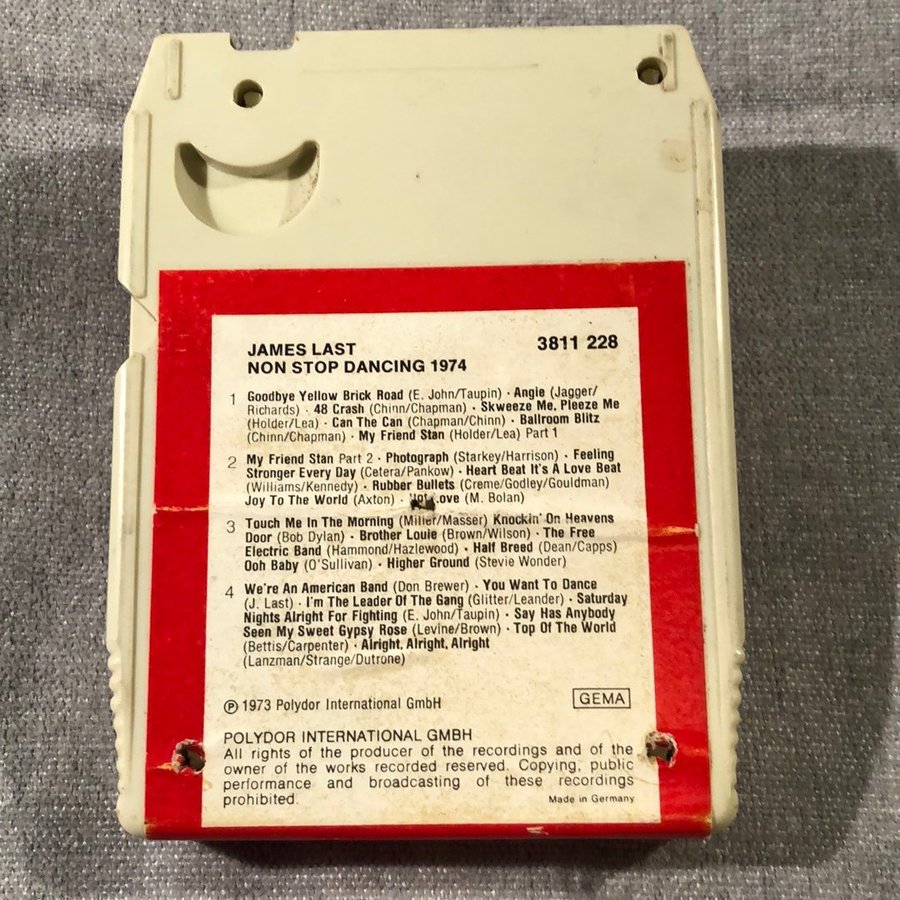 JAMES LAST 3811 228
NON STOP DANCING 1974
1 Goodbye Yellow Brick Road (E. John/Taupin) · Angie (Jagger/
Richards) · 48 Crash (Chinn/Chapman) · Skweeze Me, Pleeze Me
(Holder/Lea) · Can The Can (Chapman/Chinn) · Ballroom Blitz
(Chinn/Chapman) · My Friend Stan (Holder/Lea) Part 1
2 My Friend Stan Part 2 · Photograph (Starkey/Harrison) · Feeling
Stronger Every Day (Cetera/Pankow) · Heart Beat It's A Love Beat
(Williams/Kennedy) · Rubber Bullets (Creme/Godley/Gouldman)
Joy To The World (Axton) · (M. Bolan)
3 Touch Me In The Morning (Miller/Masser) Knockin' On Heavens
Door (Bob Dylan) · Brother Louie (Brown/Wilson) · The Free
Electric Band (Hammond/Hazlewood) · Half Breed (Dean/Capps)
Ooh Baby (O'Sullivan) · Higher Ground (Stevie Wonder)
4 We're An American Band (Don Brewer) · You Want To Dance
(J. Last) · I'm The Leader Of The Gang (Glitter/Leander) · Saturday
Nights Alright For Fighting (E. John/Taupin) · Say Has Anybody
Seen My Sweet Gypsy Rose (Levine/Brown) · Top Of The World
(Bettis/Carpenter) · Alright, Alright, Alright
(Lanzman/Strange/Dutrone)
℗ 1973 Polydor International GmbH GEMA
POLYDOR INTERNATIONAL GMBH
All rights of the producer of the recordings and of the
owner of the works recorded reserved. Copying, public
performance and broadcasting of these recordings
prohibited. Made in Germany